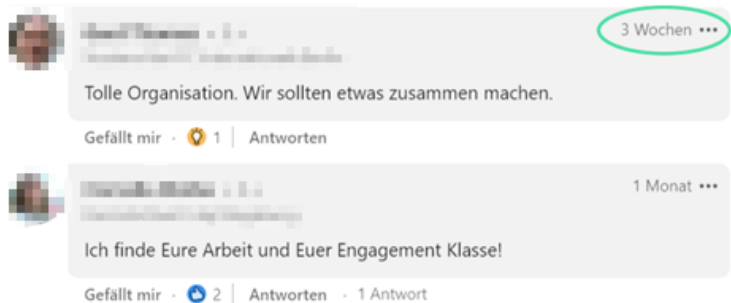 3 Wochen •••
Tolle Organisation. Wir sollten etwas zusammen machen.
Gefällt mir · 1 | Antworten
1 Monat •••
Ich finde Eure Arbeit und Euer Engagement Klasse!
Gefällt mir · 2 | Antworten · 1 Antwort